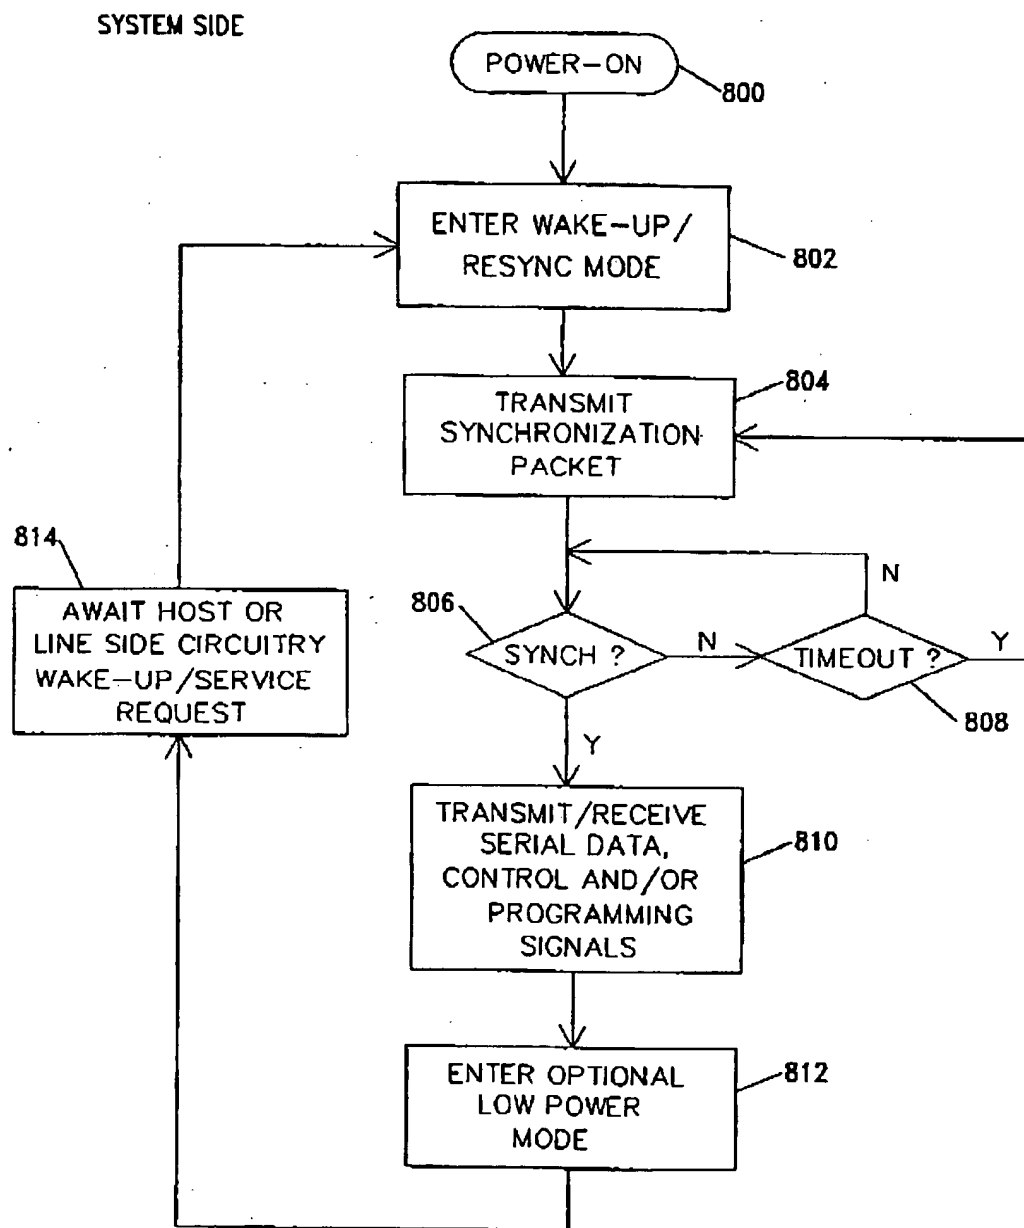 SYSTEM SIDE
POWER-ON
800
ENTER WAKE-UP/
RESYNC MODE
802
TRANSMIT
SYNCHRONIZATION
PACKET
804
814
AWAIT HOST OR
LINE SIDE CIRCUITRY
WAKE-UP/SERVICE
REQUEST
806
SYNCH ?
N
TIMEOUT ?
N
Y
808
Y
TRANSMIT/RECEIVE
SERIAL DATA,
CONTROL AND/OR
PROGRAMMING
SIGNALS
810
ENTER OPTIONAL
LOW POWER
MODE
812